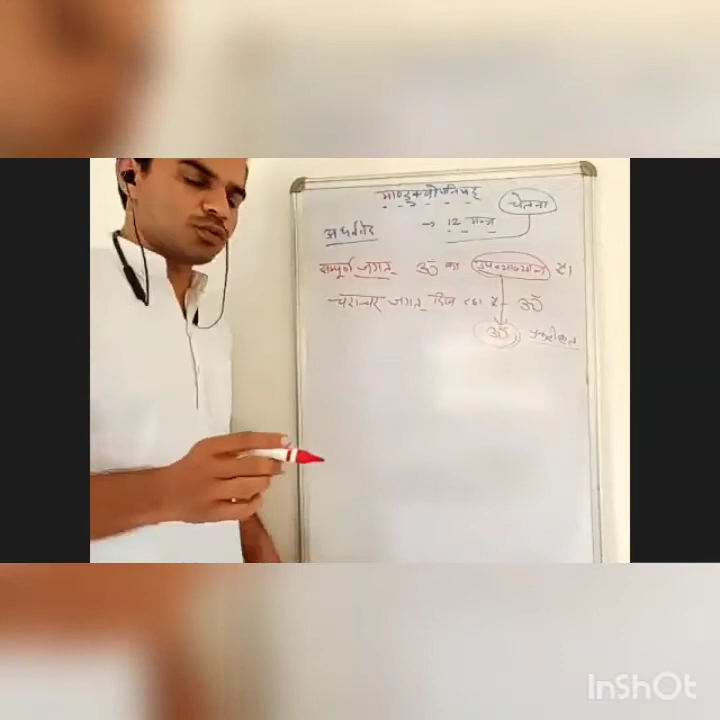 माण्डूक्योपनिषद्
चेतना
अथर्ववेद → 12 मन्त्र
सम्पूर्ण जगत् ॐ का उपव्याख्यान है।
चराचर जगत् दिख रहा है - ॐ
ॐ
InShOt